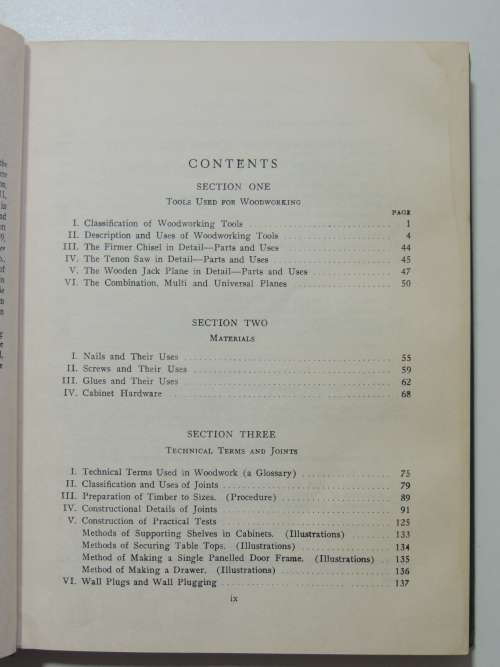 CONTENTS
SECTION ONE
Tools Used for Woodworking
PAGE
I. Classification of Woodworking Tools 1
II. Description and Uses of Woodworking Tools 4
III. The Firmer Chisel in Detail—Parts and Uses 44
IV. The Tenon Saw in Detail—Parts and Uses 45
V. The Wooden Jack Plane in Detail—Parts and Uses 47
VI. The Combination, Multi and Universal Planes 50
SECTION TWO
Materials
I. Nails and Their Uses 55
II. Screws and Their Uses 59
III. Glues and Their Uses 62
IV. Cabinet Hardware 68
SECTION THREE
Technical Terms and Joints
I. Technical Terms Used in Woodwork (a Glossary) 75
II. Classification and Uses of Joints 79
III. Preparation of Timber to Sizes. (Procedure) 89
IV. Constructional Details of Joints 91
V. Construction of Practical Tests 125
Methods of Supporting Shelves in Cabinets. (Illustrations) 133
Methods of Securing Table Tops. (Illustrations) 134
Method of Making a Single Panelled Door Frame. (Illustrations) 135
Method of Making a Drawer. (Illustrations) 136
VI. Wall Plugs and Wall Plugging 137
ix